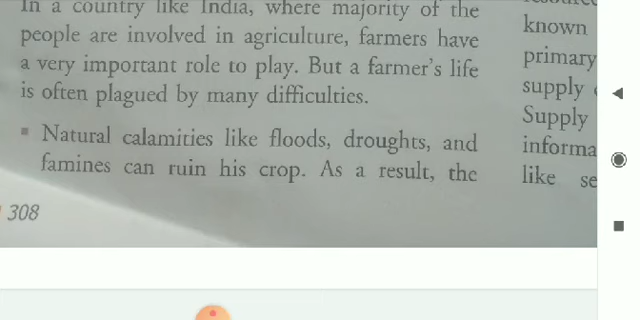 In a country like India, where majority of the
people are involved in agriculture, farmers have
a very important role to play. But a farmer's life
is often plagued by many difficulties.
▪ Natural calamities like floods, droughts, and
famines can ruin his crop. As a result, the
308
known
primary
supply
Supply
informa
like se